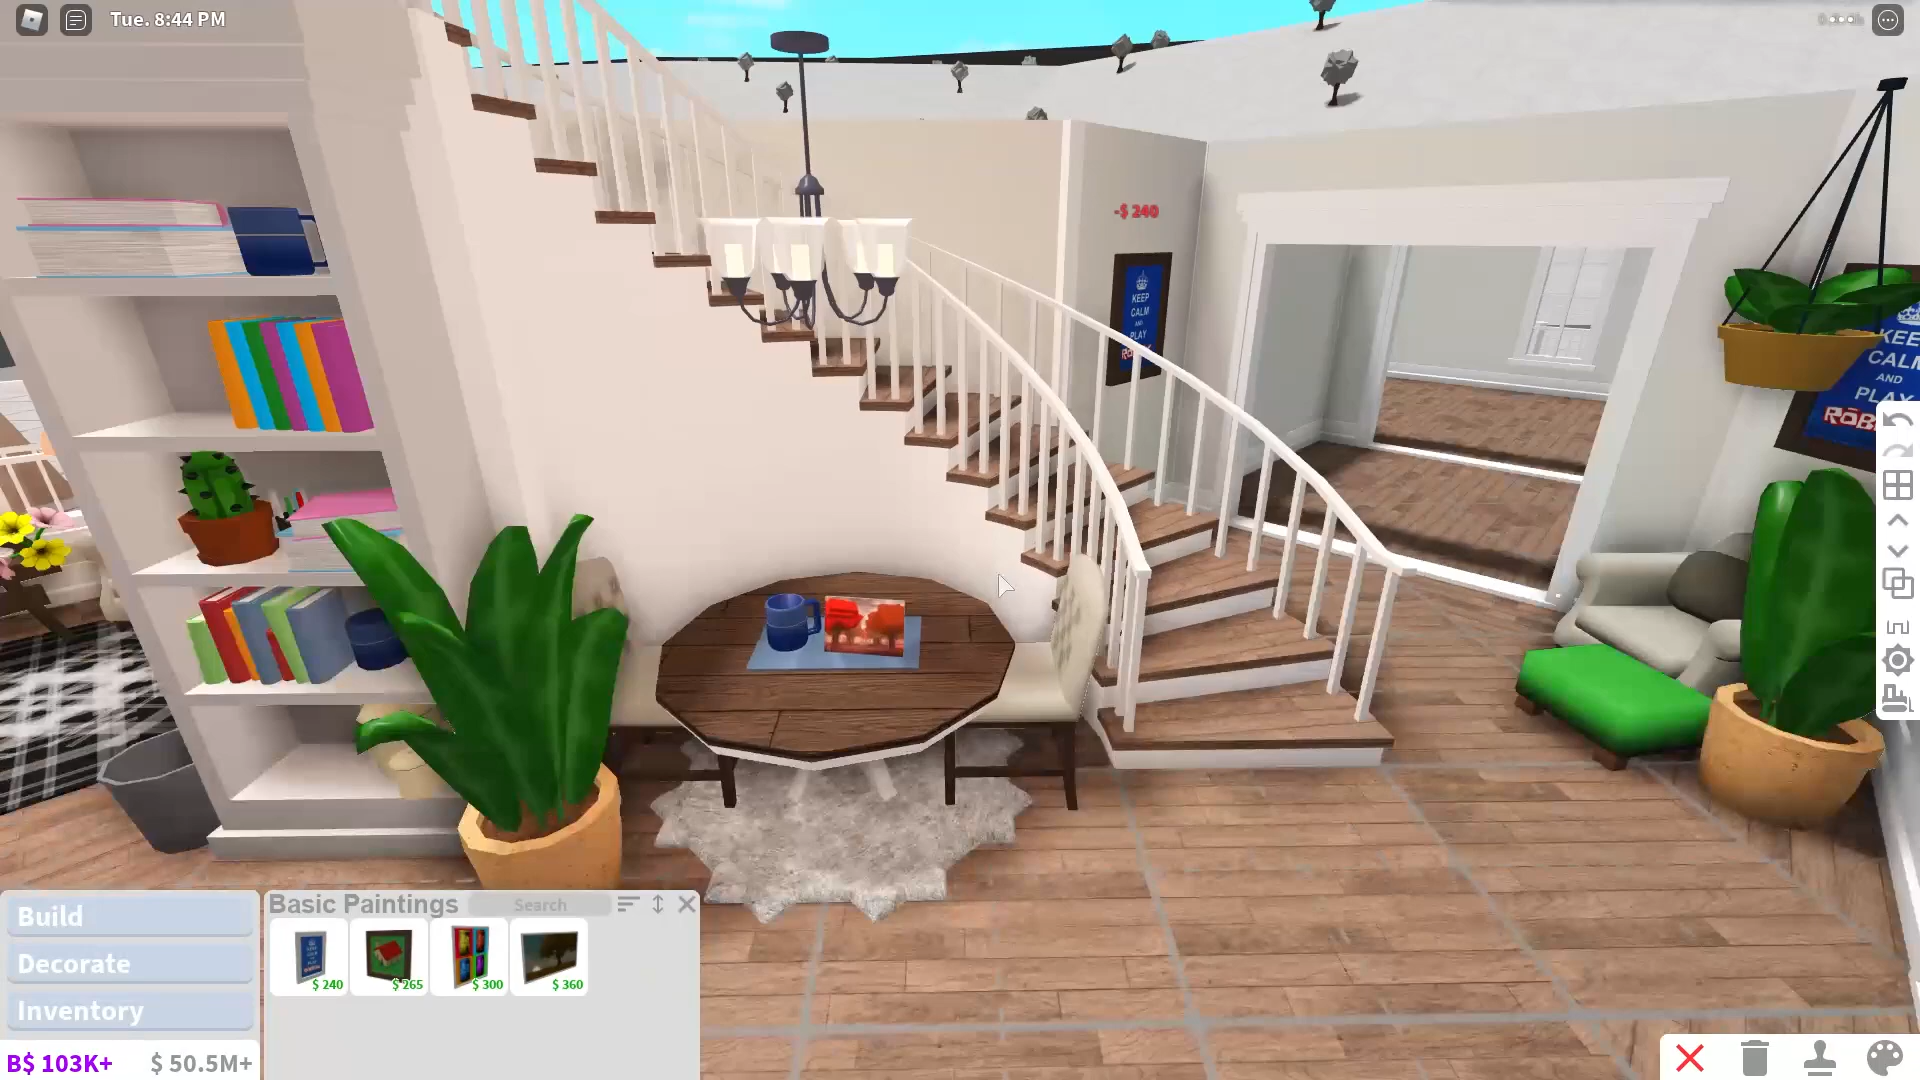 Tue. 8:44 PM
-$ 240
KEEP
CALM
AND
PLAY
KEE
CALM
AND
PLAY
ROB
Build
Decorate
Inventory
B$ 103K+
$ 50.5M+
Basic Paintings
Search
$ 240
$ 265
$ 300
$ 360